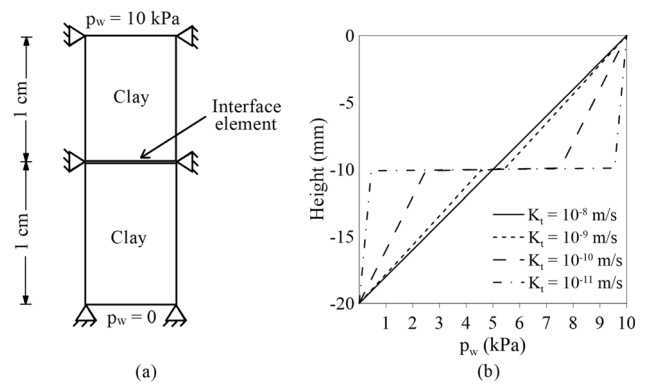 p_w = 10 kPa
Clay
Interface
element
1 cm
Clay
1 cm
p_w = 0
(a)
0
-5
-10
-15
-20
Height (mm)
K_t = 10⁻⁸ m/s
K_t = 10⁻⁹ m/s
K_t = 10⁻¹⁰ m/s
K_t = 10⁻¹¹ m/s
1 2 3 4 5 6 7 8 9 10
p_w (kPa)
(b)